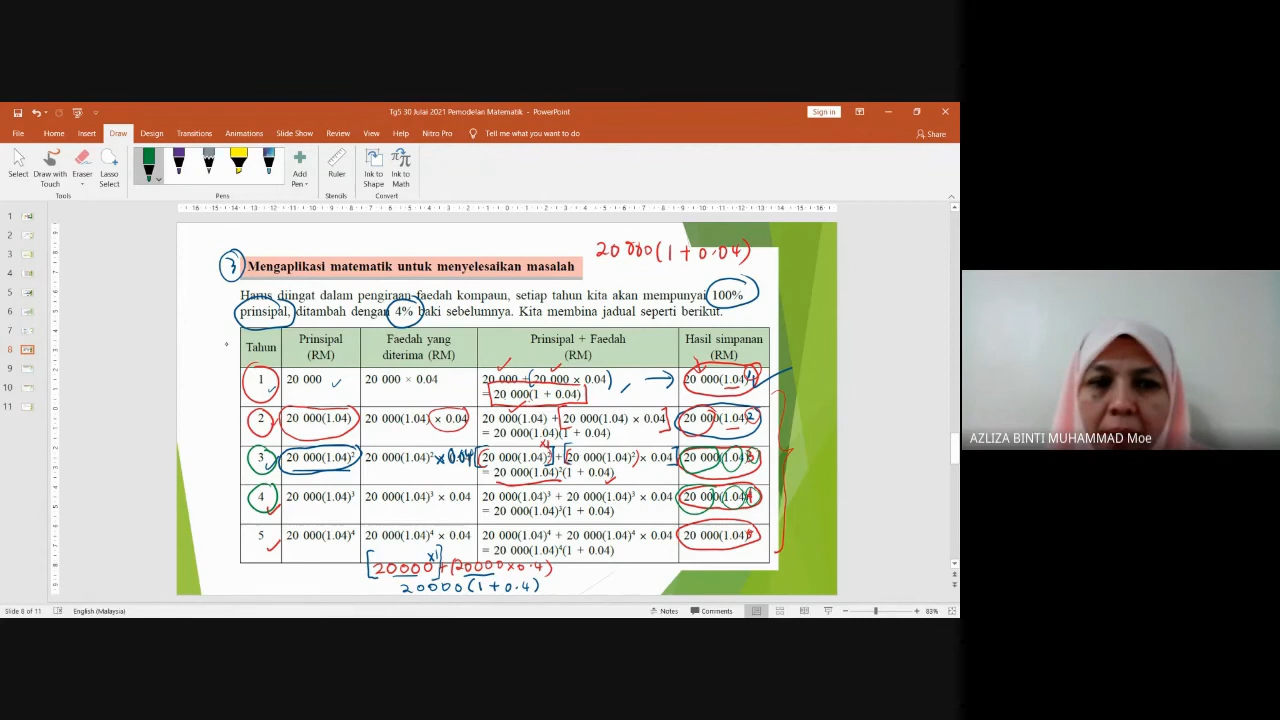 Tg5 30 Julai 2021 Pemodelan Matematik - PowerPoint
Sign in
File Home Insert Draw Design Transitions Animations Slide Show Review View Help Nitro Pro Tell me what you want to do
Share
Select Draw with Touch Eraser Lasso Select Add Pen Ruler Ink to Shape Ink to Math
Tools Pens Stencils Convert
20 000(1 + 0.04)
3 Mengaplikasi matematik untuk menyelesaikan masalah
Harus diingat dalam pengiraan faedah kompaun, setiap tahun kita akan mempunyai 100%
prinsipal, ditambah dengan 4% baki sebelumnya. Kita membina jadual seperti berikut.
Tahun Prinsipal (RM) Faedah yang diterima (RM) Prinsipal + Faedah (RM) Hasil simpanan (RM)
1 20 000 20 000 × 0.04 20 000 + (20 000 × 0.04) 20 000(1.04)
= 20 000(1 + 0.04)
2 20 000(1.04) 20 000(1.04) × 0.04 20 000(1.04) + [20 000(1.04) × 0.04] 20 000(1.04)²
= 20 000(1.04)(1 + 0.04)
3 20 000(1.04)² 20 000(1.04)² × 0.04 [20 000(1.04)²] + [20 000(1.04)²) × 0.04] 20 000(1.04)³
= 20 000(1.04)²(1 + 0.04)
4 20 000(1.04)³ 20 000(1.04)³ × 0.04 20 000(1.04)³ + 20 000(1.04)³ × 0.04 20 000(1.04)⁴
= 20 000(1.04)³(1 + 0.04)
5 20 000(1.04)⁴ 20 000(1.04)⁴ × 0.04 20 000(1.04)⁴ + 20 000(1.04)⁴ × 0.04 20 000(1.04)⁵
= 20 000(1.04)⁴(1 + 0.04)
[20000 ×1] + (20000 × 0.4)
20000 (1 + 0.4)
1
2
3
4
5
6
7
8
9
10
11
Slide 8 of 11 English (Malaysia) Notes Comments 83%
AZLIZA BINTI MUHAMMAD Moe